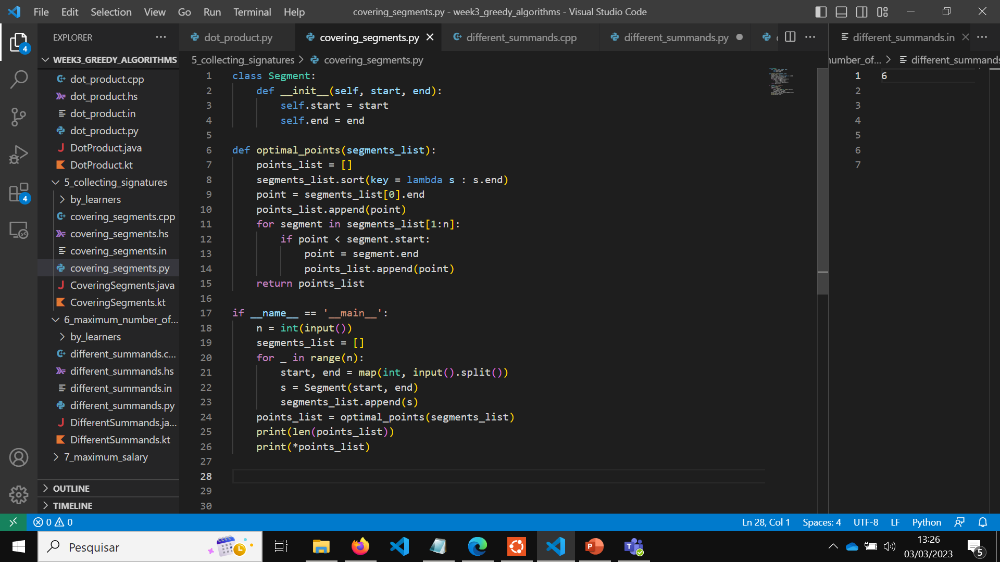 File Edit Selection View Go Run Terminal Help
covering_segments.py - week3_greedy_algorithms - Visual Studio Code
4
4
EXPLORER
WEEK3_GREEDY_ALGORITHMS
dot_product.cpp
dot_product.hs
dot_product.in
dot_product.py
DotProduct.java
DotProduct.kt
5_collecting_signatures
by_learners
covering_segments.cpp
covering_segments.hs
covering_segments.in
covering_segments.py
CoveringSegments.java
CoveringSegments.kt
6_maximum_number_of...
by_learners
different_summands.c...
different_summands.hs
different_summands.in
different_summands.py
DifferentSummands.ja...
DifferentSummands.kt
7_maximum_salary
OUTLINE
TIMELINE
dot_product.py covering_segments.py different_summands.cpp different_summands.py
5_collecting_signatures > covering_segments.py
1 class Segment:
2 def __init__(self, start, end):
3 self.start = start
4 self.end = end
5
6 def optimal_points(segments_list):
7 points_list = []
8 segments_list.sort(key = lambda s : s.end)
9 point = segments_list[0].end
10 points_list.append(point)
11 for segment in segments_list[1:n]:
12 if point < segment.start:
13 point = segment.end
14 points_list.append(point)
15 return points_list
16
17 if __name__ == '__main__':
18 n = int(input())
19 segments_list = []
20 for _ in range(n):
21 start, end = map(int, input().split())
22 s = Segment(start, end)
23 segments_list.append(s)
24 points_list = optimal_points(segments_list)
25 print(len(points_list))
26 print(*points_list)
27
28
29
30
different_summands.in
number_of... > different_summands
1 6
2
3
4
5
6
7
0 0
Ln 28, Col 1 Spaces: 4 UTF-8 LF Python
Pesquisar
13:26
03/03/2023
5